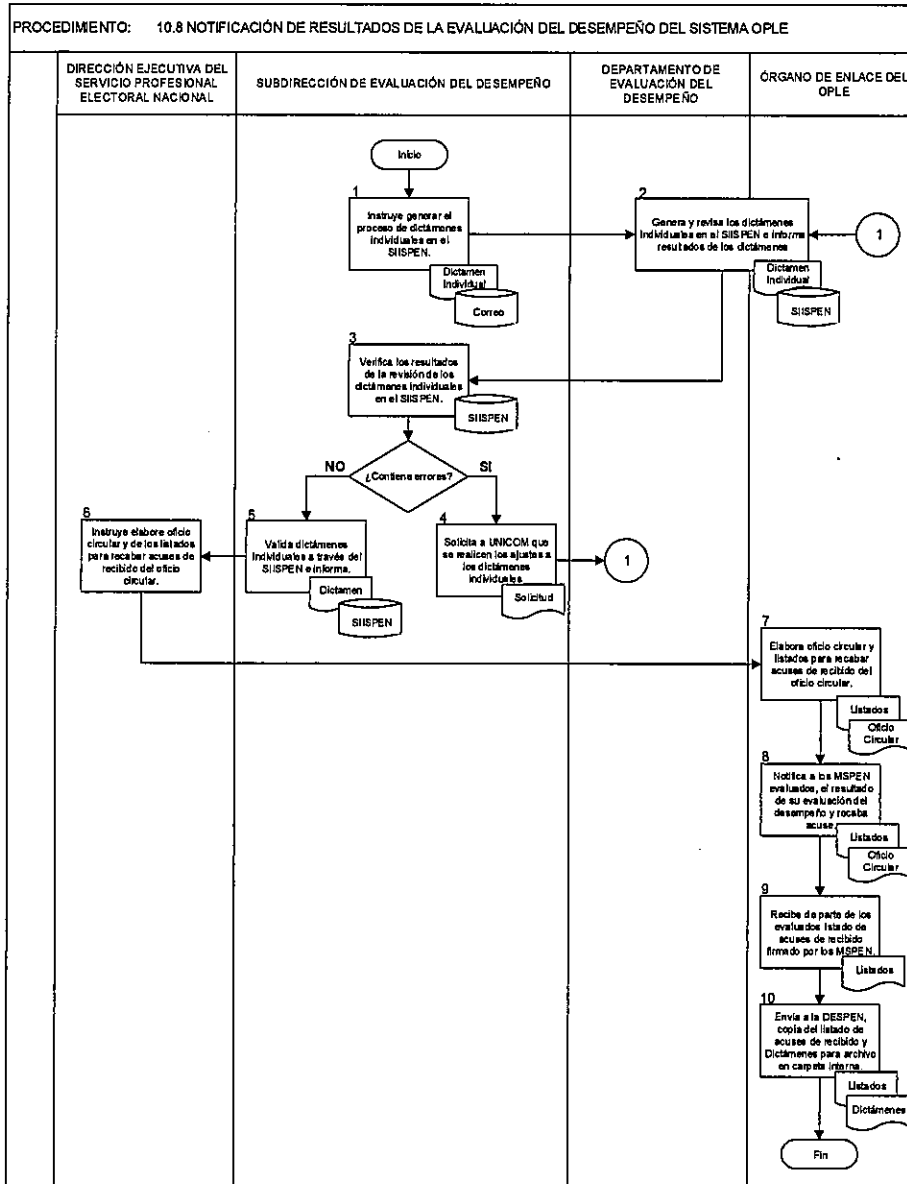 PROCEDIMIENTO: 10.8 NOTIFICACIÓN DE RESULTADOS DE LA EVALUACIÓN DEL DESEMPEÑO DEL SISTEMA OPLE
DIRECCIÓN EJECUTIVA DEL
SERVICIO PROFESIONAL
ELECTORAL NACIONAL
SUBDIRECCIÓN DE EVALUACIÓN DEL DESEMPEÑO
DEPARTAMENTO DE
EVALUACIÓN DEL
DESEMPEÑO
ÓRGANO DE ENLACE DEL
OPLE
Inicio
1
Instruye generar el
proceso de dictámenes
individuales en el
SIISPEN.
Dictamen
Individual
Correo
2
Genera y revisa los dictámenes
individuales en el SIISPEN e informa
resultados de los dictámenes
Dictamen
Individual
SIISPEN
1
3
Verifica los resultados
de la revisión de los
dictámenes individuales
en el SIISPEN.
SIISPEN
¿Contiene errores?
NO
SI
4
Solicita a UNICOM que
se realicen los ajustes a
los dictámenes
individuales
Solicitud
1
5
Valida dictámenes
individuales a través del
SIISPEN e informa.
Dictamen
SIISPEN
6
Instruye elabore oficio
circular y de los listados
para recabar acuses de
recibido del oficio
circular.
7
Elabora oficio circular y
listados para recabar
acuses de recibido del
oficio circular.
Listados
Oficio
Circular
8
Notifica a los MSPEN
evaluados, el resultado
de su evaluación del
desempeño y recaba
acuse
Listados
Oficio
Circular
9
Recibe de parte de los
evaluados listado de
acuses de recibido
firmado por los MSPEN.
Listados
10
Envía a la DESPEN,
copia del listado de
acuses de recibido y
Dictámenes para archivo
en carpeta interna.
Listados
Dictámenes
Fin